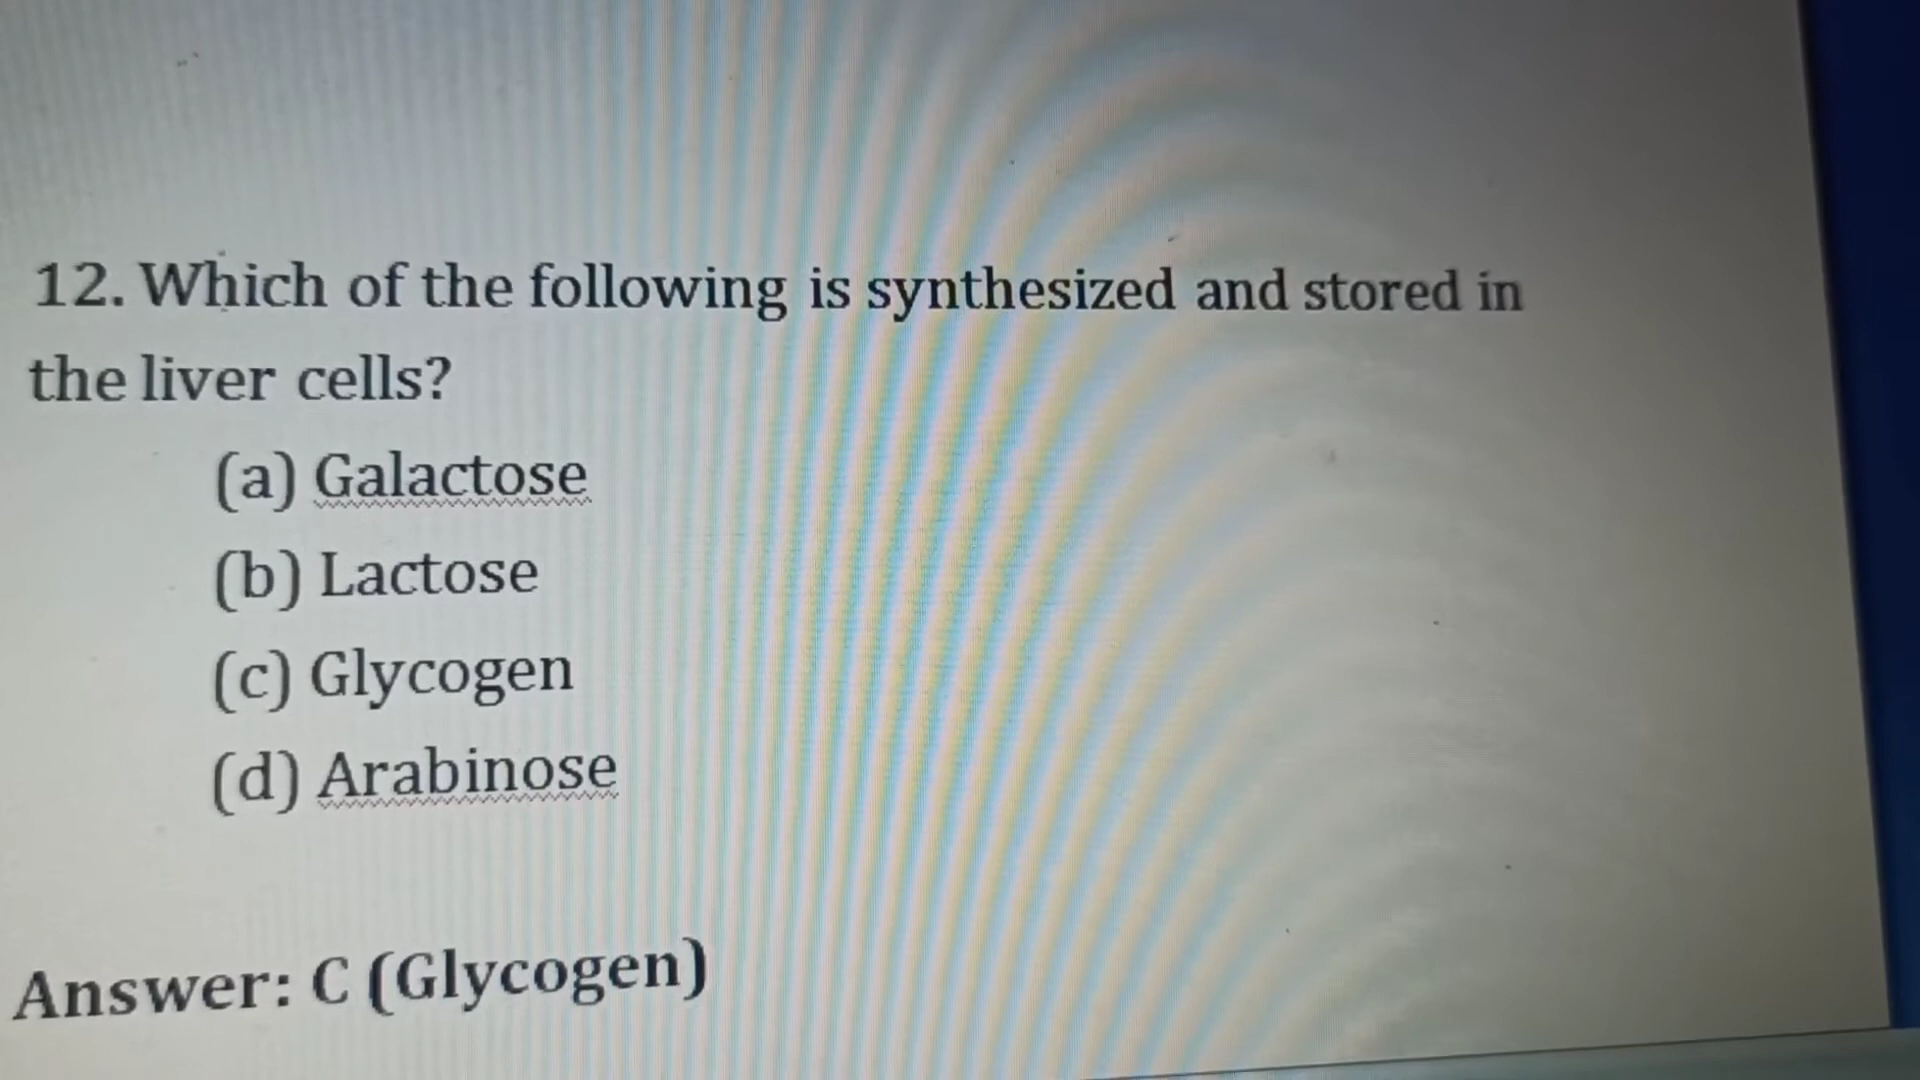 12. Which of the following is synthesized and stored in
the liver cells?
(a) Galactose
(b) Lactose
(c) Glycogen
(d) Arabinose
Answer: C (Glycogen)